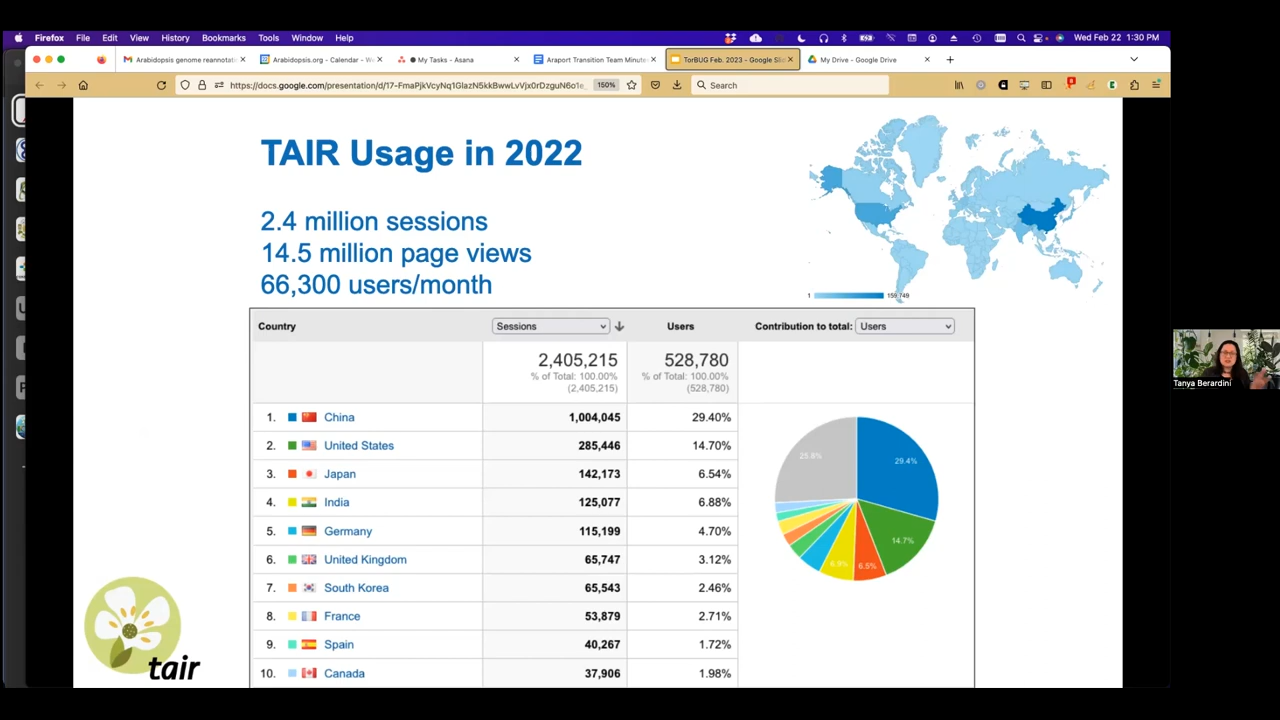 Firefox File Edit View History Bookmarks Tools Window Help Wed Feb 22 1:30 PM
Arabidopsis genome reannotat Arabidopsis.org - Calendar - W My Tasks - Asana Araport Transition Team Minute TorBUG Feb. 2023 - Google Sli My Drive - Google Drive
150% Search
TAIR Usage in 2022
2.4 million sessions
14.5 million page views
66,300 users/month
1 159,749
Country Sessions Users Contribution to total: Users
2,405,215 528,780
% of Total: 100.00% % of Total: 100.00%
(2,405,215) (528,780)
1. China 1,004,045 29.40%
2. United States 285,446 14.70%
3. Japan 142,173 6.54%
4. India 125,077 6.88%
5. Germany 115,199 4.70%
6. United Kingdom 65,747 3.12%
7. South Korea 65,543 2.46%
8. France 53,879 2.71%
9. Spain 40,267 1.72%
10. Canada 37,906 1.98%
25.8% 29.4%
14.7%
6.9% 6.5%
tair
Tanya Berardini